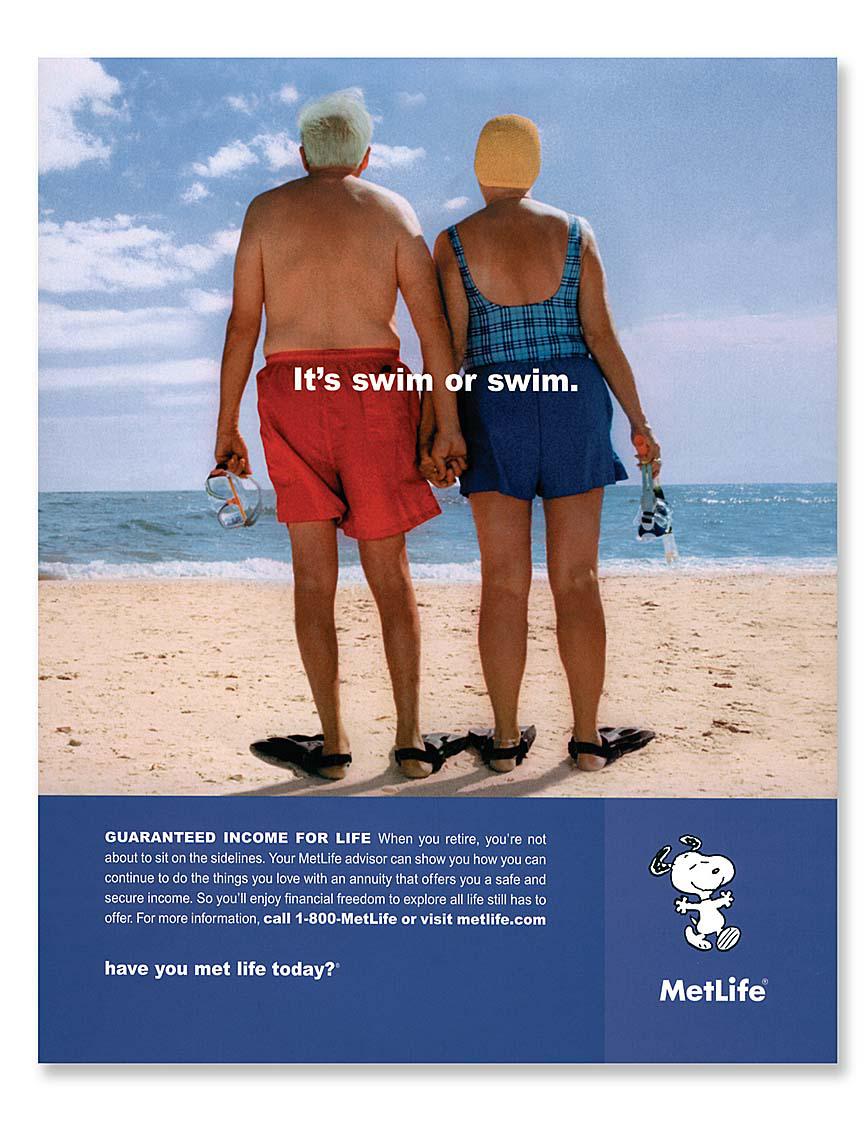 It's swim or swim.
GUARANTEED INCOME FOR LIFE When you retire, you're not
about to sit on the sidelines. Your MetLife advisor can show you how you can
continue to do the things you love with an annuity that offers you a safe and
secure income. So you'll enjoy financial freedom to explore all life still has to
offer. For more information, call 1-800-MetLife or visit metlife.com
have you met life today?®
MetLife®